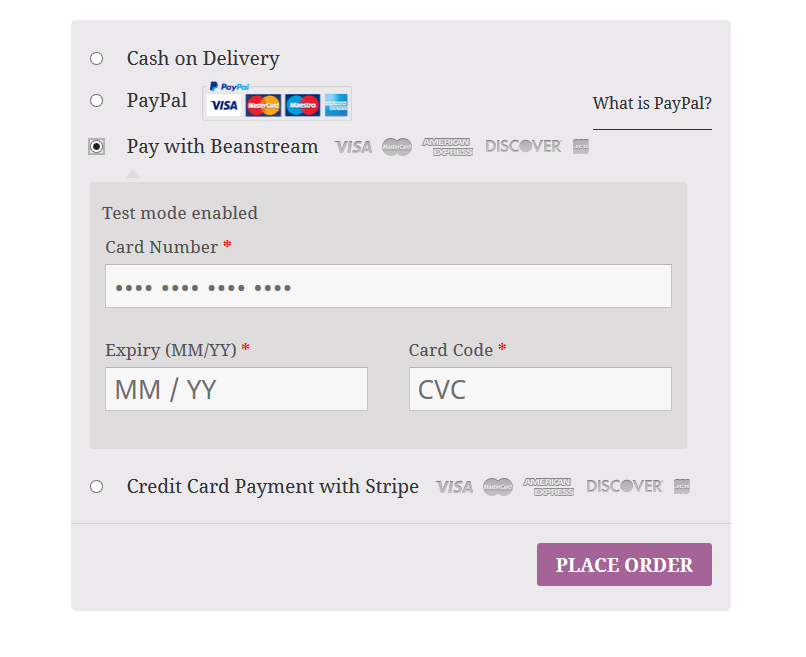 Cash on Delivery
PayPal
PayPal VISA MasterCard Maestro AMERICAN EXPRESS
What is PayPal?
Pay with Beanstream VISA MasterCard AMERICAN EXPRESS DISCOVER JCB
Test mode enabled
Card Number *
•••• •••• •••• ••••
Expiry (MM/YY) * Card Code *
MM / YY CVC
Credit Card Payment with Stripe VISA MasterCard AMERICAN EXPRESS DISCOVER JCB
PLACE ORDER